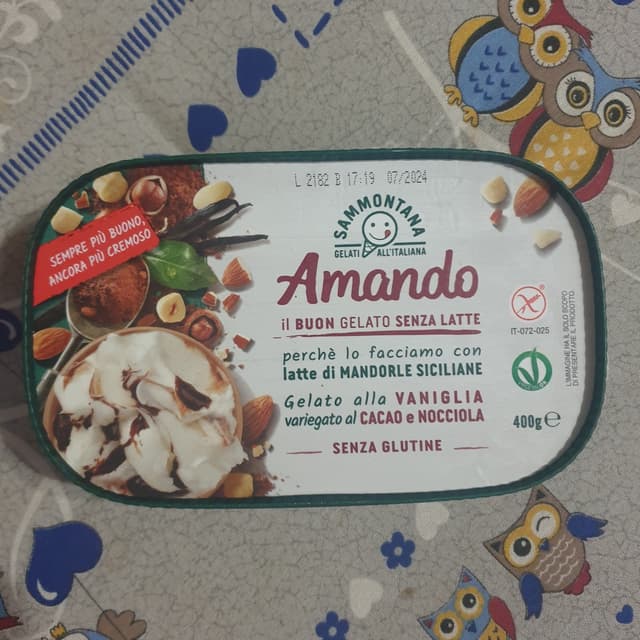 L 2182 B 17:19 07/2024
SEMPRE PIÙ BUONO
ANCORA PIÙ CREMOSO
SAMMONTANA
GELATI ALL'ITALIANA
Amando
il BUON GELATO SENZA LATTE
perchè lo facciamo con
latte di MANDORLE SICILIANE
Gelato alla VANIGLIA
variegato al CACAO e NOCCIOLA
SENZA GLUTINE
IT-072-025
400g ℮
L'IMMAGINE HA IL SOLO SCOPO
DI PRESENTARE IL PRODOTTO.